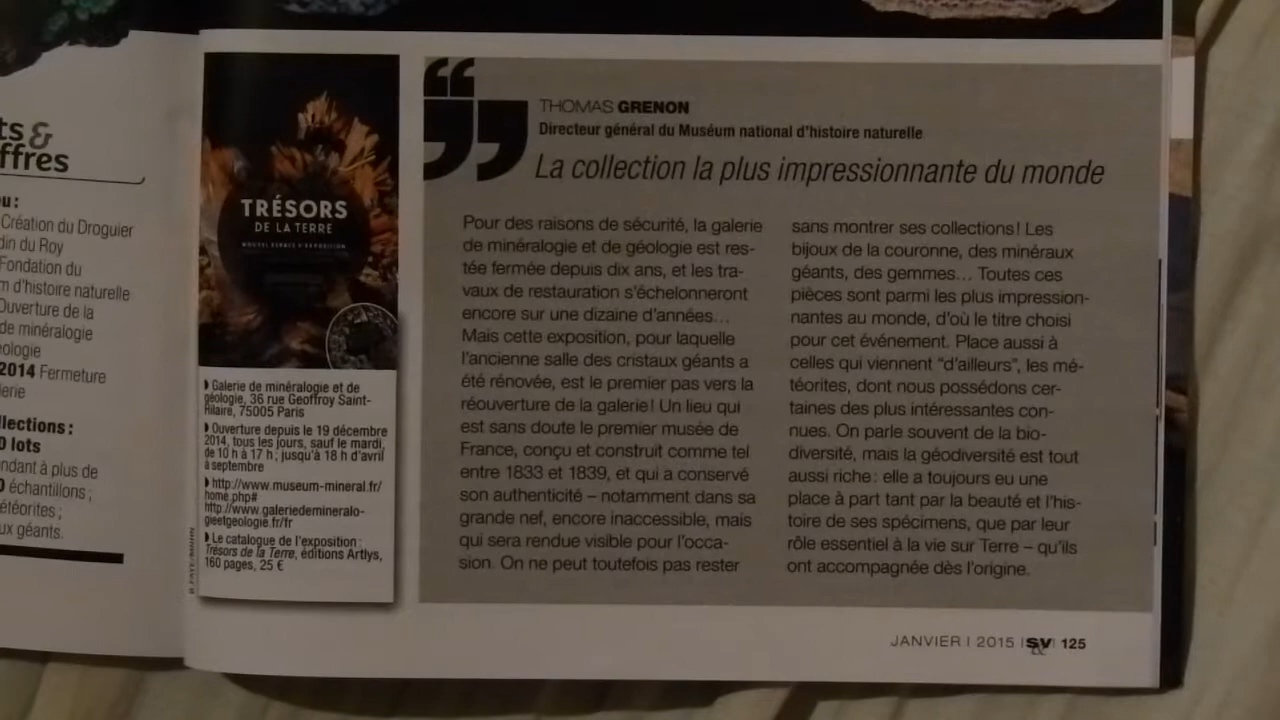 ts &
ffres
u :
Création du Droguier
din du Roy
Fondation du
m d'histoire naturelle
Ouverture de la
de minéralogie
éologie
2014 Fermeture
lerie
llections :
0 lots
ndant à plus de
0 échantillons ;
étéorites ;
ux géants.
TRÉSORS
DE LA TERRE
NOUVEL ESPACE D'EXPOSITION
Galerie de minéralogie et de
géologie, 36 rue Geoffroy Saint-
Hilaire, 75005 Paris
Ouverture depuis le 19 décembre
2014, tous les jours, sauf le mardi,
de 10 h à 17 h ; jusqu'à 18 h d'avril
à septembre
http://www.museum-mineral.fr/
home.php#
http://www.galeriedemineralo-
gieetgeologie.fr/fr
Le catalogue de l'exposition :
Trésors de la Terre, éditions Artlys,
160 pages, 25 €
THOMAS GRENON
Directeur général du Muséum national d'histoire naturelle
La collection la plus impressionnante du monde
Pour des raisons de sécurité, la galerie
de minéralogie et de géologie est res-
tée fermée depuis dix ans, et les tra-
vaux de restauration s'échelonneront
encore sur une dizaine d'années...
Mais cette exposition, pour laquelle
l'ancienne salle des cristaux géants a
été rénovée, est le premier pas vers la
réouverture de la galerie ! Un lieu qui
est sans doute le premier musée de
France, conçu et construit comme tel
entre 1833 et 1839, et qui a conservé
son authenticité – notamment dans sa
grande nef, encore inaccessible, mais
qui sera rendue visible pour l'occa-
sion. On ne peut toutefois pas rester
sans montrer ses collections ! Les
bijoux de la couronne, des minéraux
géants, des gemmes... Toutes ces
pièces sont parmi les plus impression-
nantes au monde, d'où le titre choisi
pour cet événement. Place aussi à
celles qui viennent "d'ailleurs", les mé-
téorites, dont nous possédons cer-
taines des plus intéressantes con-
nues. On parle souvent de la bio-
diversité, mais la géodiversité est tout
aussi riche : elle a toujours eu une
place à part tant par la beauté et l'his-
toire de ses spécimens, que par leur
rôle essentiel à la vie sur Terre – qu'ils
ont accompagnée dès l'origine.
JANVIER | 2015 | S&V | 125